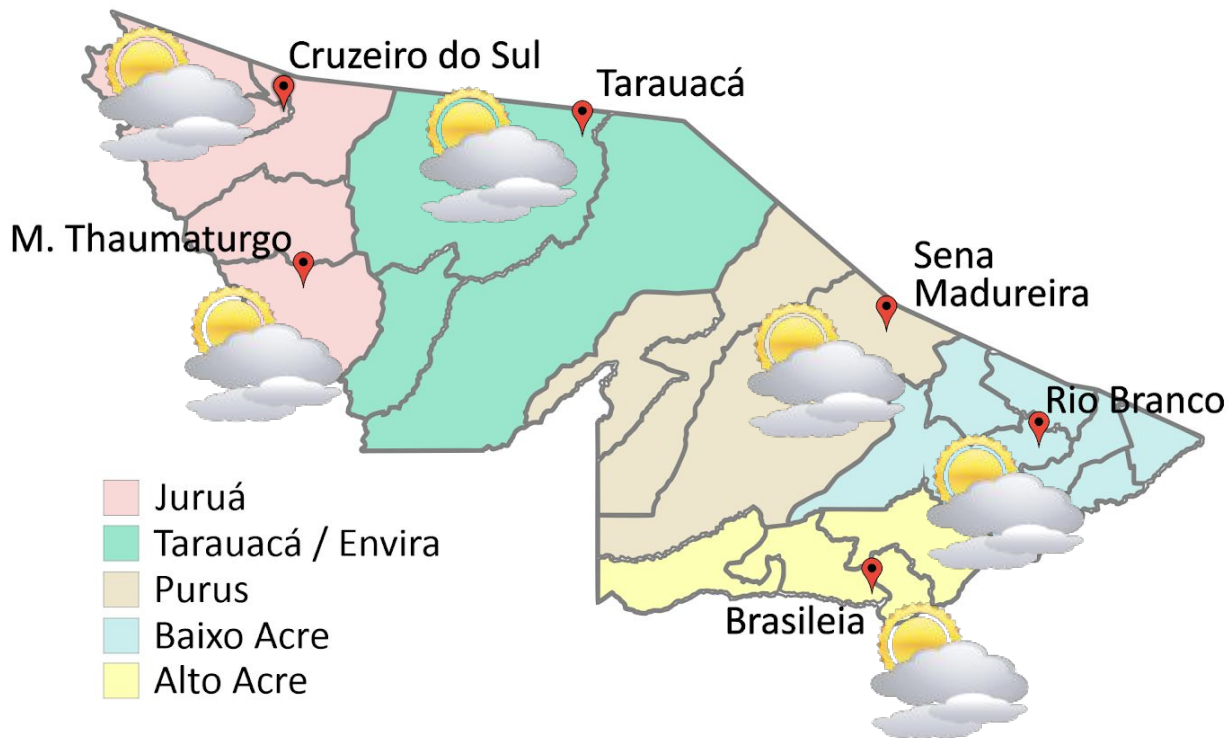 Cruzeiro do Sul
Tarauacá
M. Thaumaturgo
Sena
Madureira
Rio Branco
Brasileia
Juruá
Tarauacá / Envira
Purus
Baixo Acre
Alto Acre